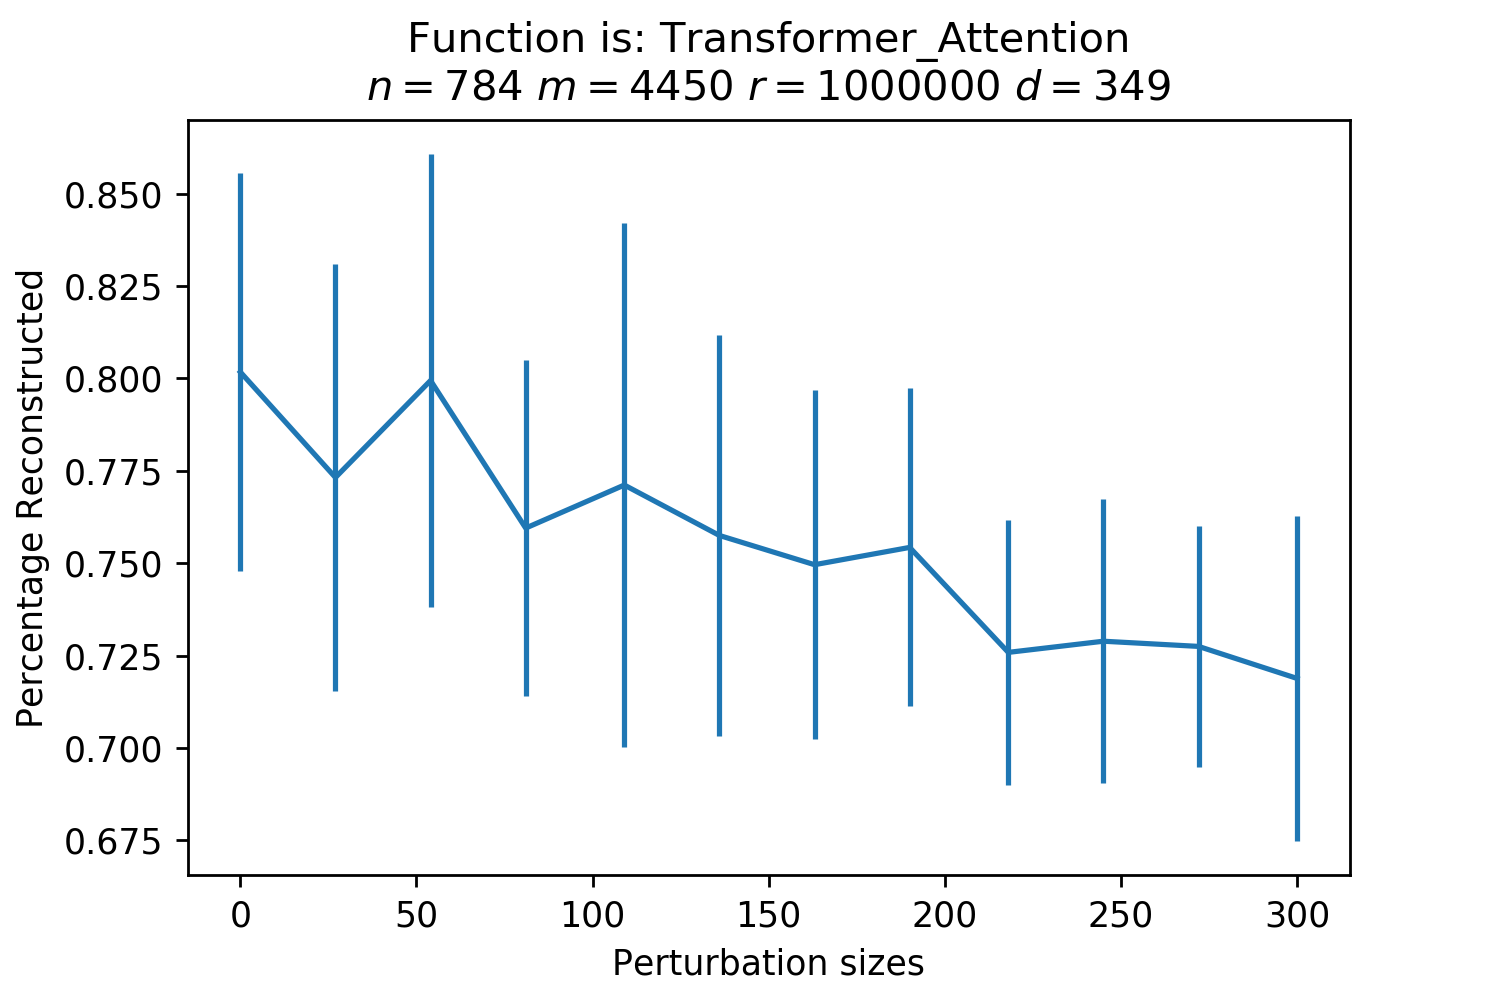 Function is: Transformer_Attention
n = 784 m = 4450 r = 1000000 d = 349
0.850
0.825
0.800
0.775
0.750
0.725
0.700
0.675
Percentage Reconstructed
0 50 100 150 200 250 300
Perturbation sizes